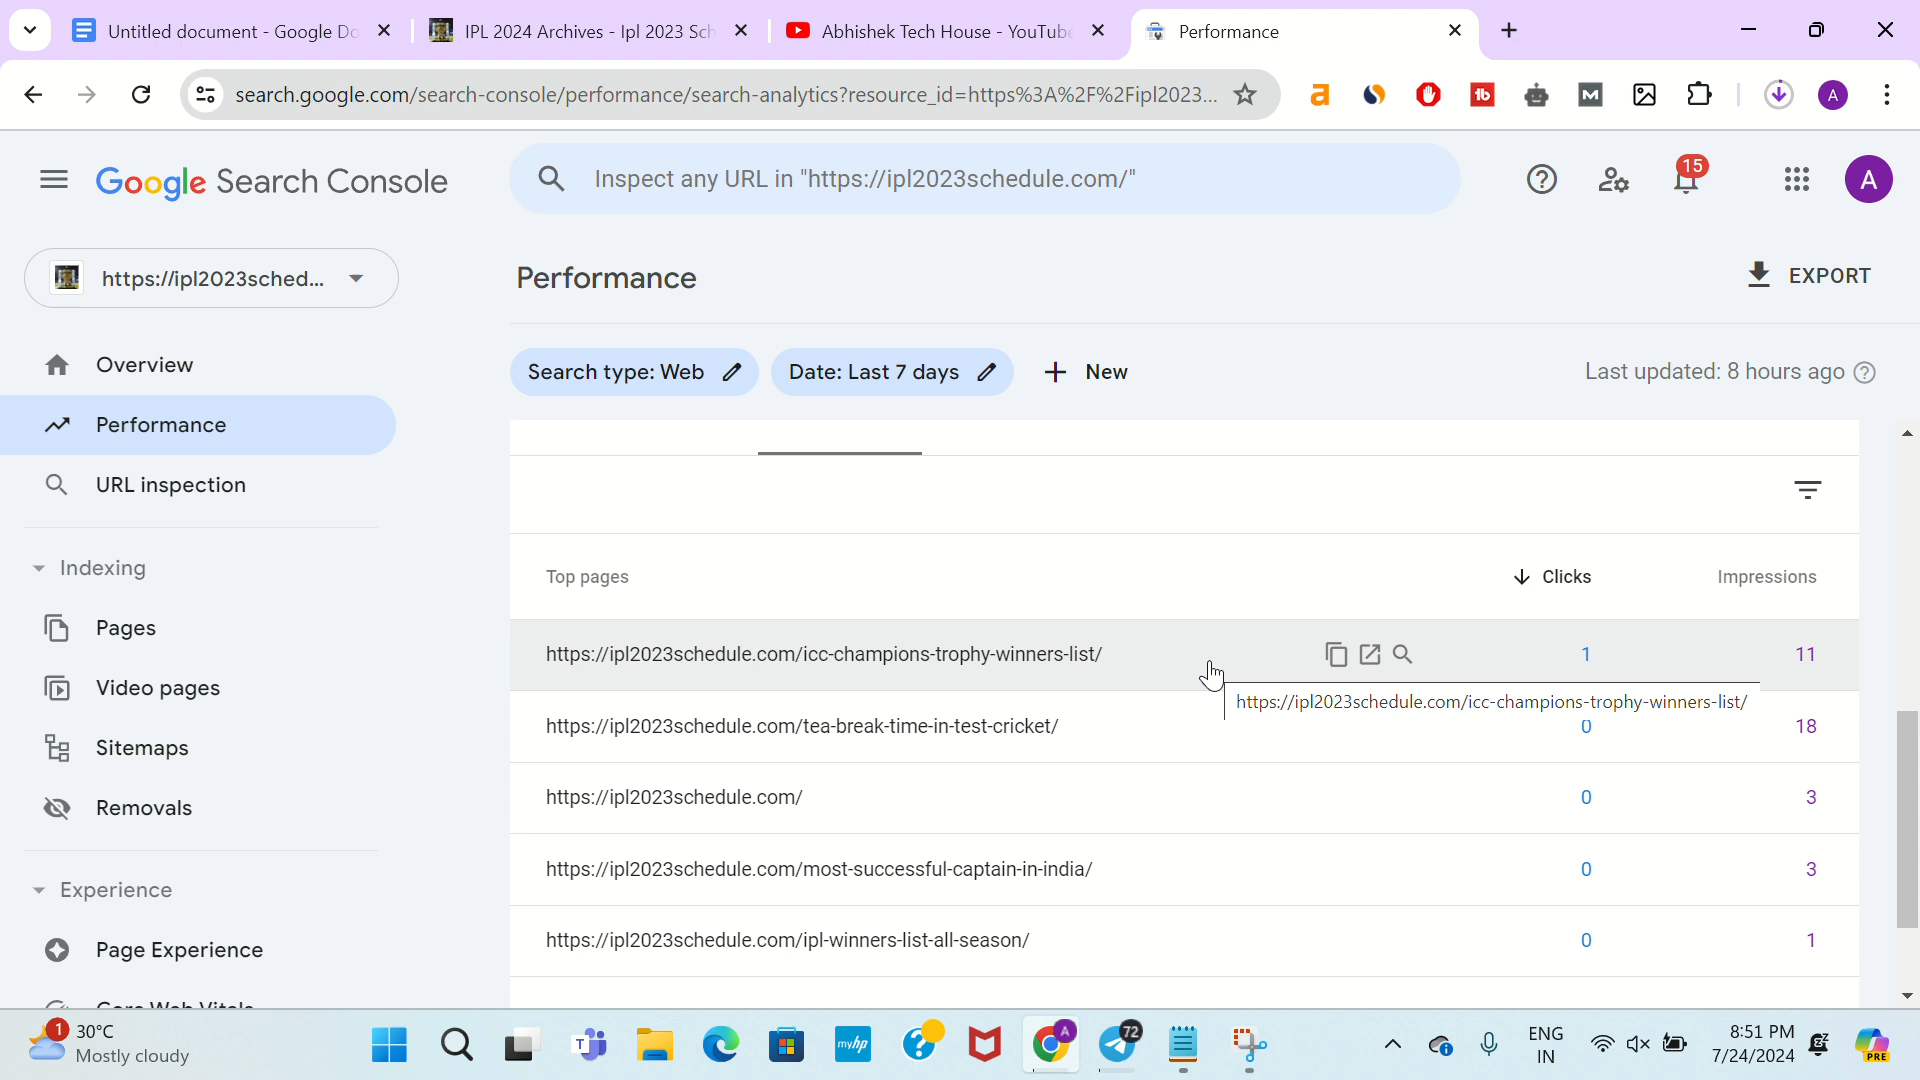 Untitled document - Google Do
IPL 2024 Archives - Ipl 2023 Sch
Abhishek Tech House - YouTube
Performance
search.google.com/search-console/performance/search-analytics?resource_id=https%3A%2F%2Fipl2023...
A
Google Search Console
Inspect any URL in "https://ipl2023schedule.com/"
15
A
https://ipl2023sched...
Performance
EXPORT
Overview
Search type: Web
Date: Last 7 days
New
Last updated: 8 hours ago
Performance
URL inspection
Indexing
Top pages
Clicks
Impressions
Pages
https://ipl2023schedule.com/icc-champions-trophy-winners-list/
1
11
Video pages
https://ipl2023schedule.com/icc-champions-trophy-winners-list/
https://ipl2023schedule.com/tea-break-time-in-test-cricket/
0
18
Sitemaps
https://ipl2023schedule.com/
0
3
Removals
https://ipl2023schedule.com/most-successful-captain-in-india/
0
3
Experience
https://ipl2023schedule.com/ipl-winners-list-all-season/
0
1
Page Experience
Core Web Vitals
1
30°C
Mostly cloudy
myhp
A
72
ENG
IN
8:51 PM
7/24/2024
PRE